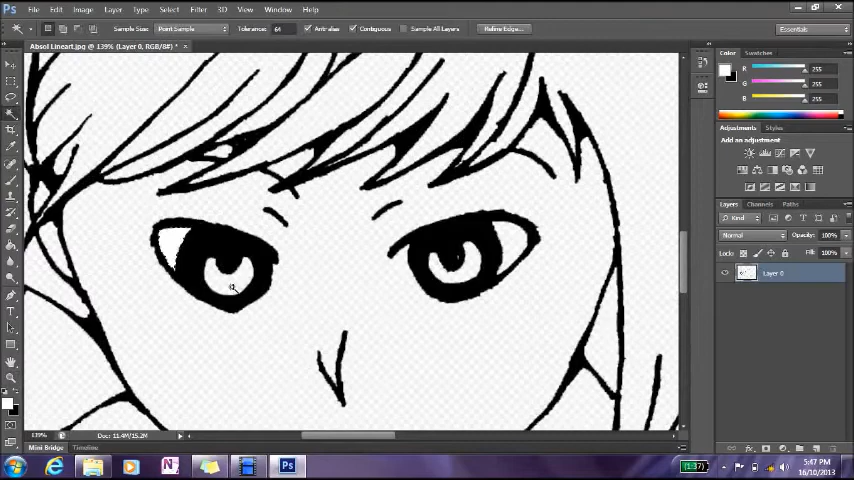 Ps File Edit Image Layer Type Select Filter 3D View Window Help
Sample Size: Point Sample Tolerance: 64 Anti-alias Contiguous Sample All Layers Refine Edge... Essentials
Absol Lineart.jpg @ 139% (Layer 0, RGB/8#) *
Color Swatches
R 255
G 255
B 255
Adjustments Styles
Add an adjustment
Layers Channels Paths
Kind
Normal Opacity: 100%
Lock: Fill: 100%
Layer 0
139% Doc: 11.4M/15.2M
Mini Bridge Timeline
(1:37) 5:47 PM
16/10/2013